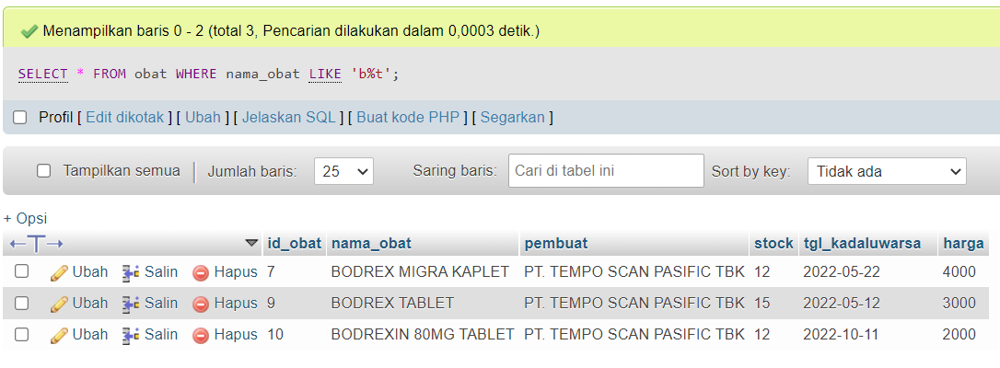 Menampilkan baris 0 - 2 (total 3, Pencarian dilakukan dalam 0,0003 detik.)
SELECT * FROM obat WHERE nama_obat LIKE 'b%t';
Profil [ Edit dikotak ] [ Ubah ] [ Jelaskan SQL ] [ Buat kode PHP ] [ Segarkan ]
Tampilkan semua | Jumlah baris: 25 Saring baris: Cari di tabel ini Sort by key: Tidak ada
+ Opsi
←T→ id_obat nama_obat pembuat stock tgl_kadaluwarsa harga
Ubah Salin Hapus 7 BODREX MIGRA KAPLET PT. TEMPO SCAN PASIFIC TBK 12 2022-05-22 4000
Ubah Salin Hapus 9 BODREX TABLET PT. TEMPO SCAN PASIFIC TBK 15 2022-05-12 3000
Ubah Salin Hapus 10 BODREXIN 80MG TABLET PT. TEMPO SCAN PASIFIC TBK 12 2022-10-11 2000